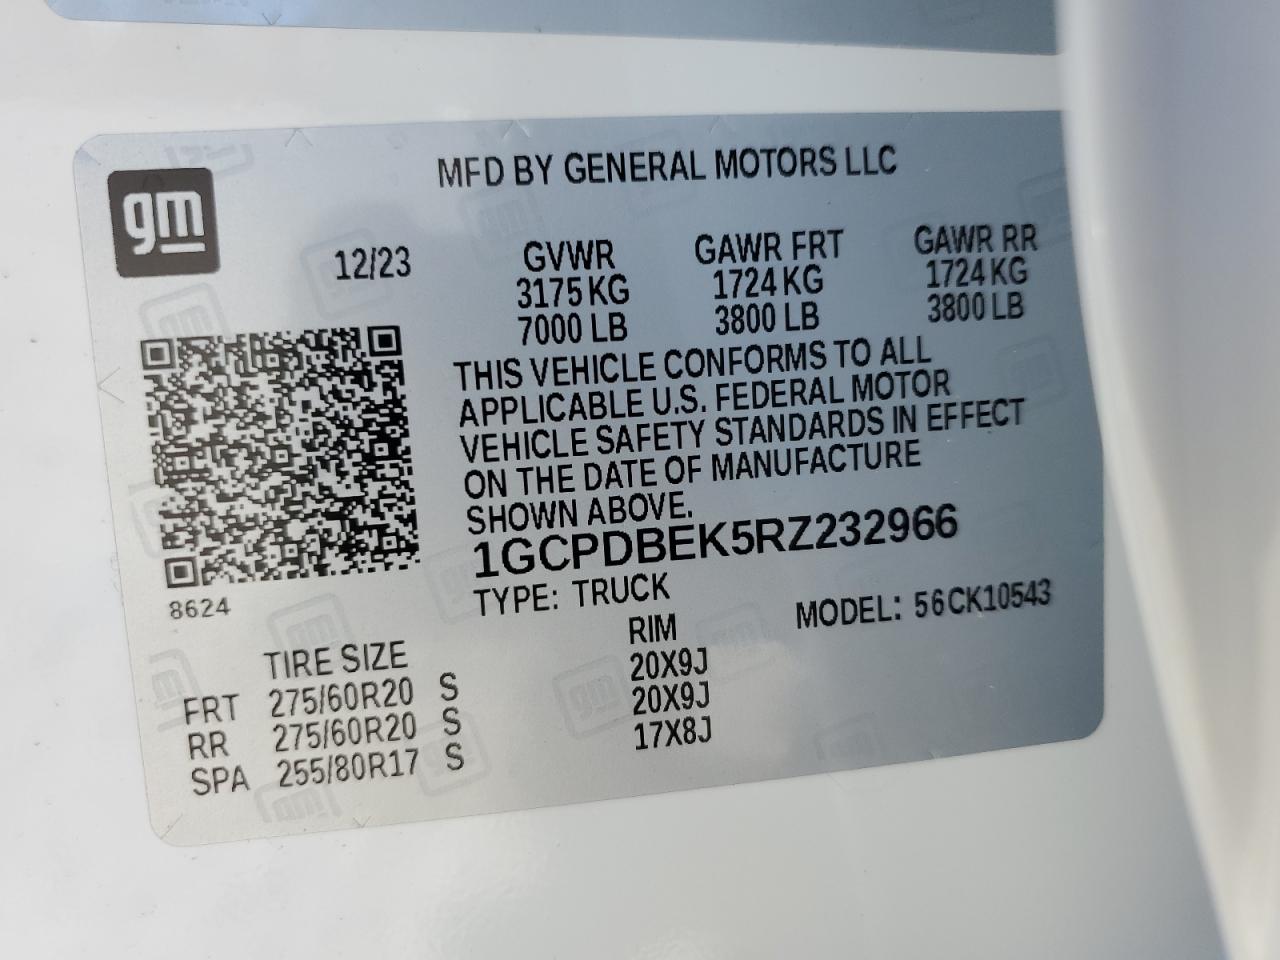 gm
MFD BY GENERAL MOTORS LLC
12/23
GVWR GAWR FRT GAWR RR
3175 KG 1724 KG 1724 KG
7000 LB 3800 LB 3800 LB
THIS VEHICLE CONFORMS TO ALL
APPLICABLE U.S. FEDERAL MOTOR
VEHICLE SAFETY STANDARDS IN EFFECT
ON THE DATE OF MANUFACTURE
SHOWN ABOVE.
1GCPDBEK5RZ232966
TYPE: TRUCK MODEL: 56CK10543
8624
TIRE SIZE RIM
FRT 275/60R20 S 20X9J
RR 275/60R20 S 20X9J
SPA 255/80R17 S 17X8J